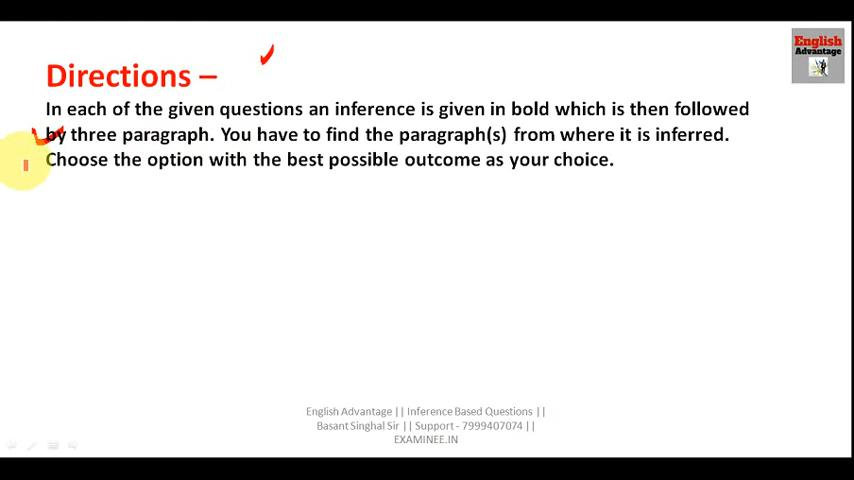 English
Advantage
Directions –
In each of the given questions an inference is given in bold which is then followed
by three paragraph. You have to find the paragraph(s) from where it is inferred.
Choose the option with the best possible outcome as your choice.
English Advantage || Inference Based Questions ||
Basant Singhal Sir || Support - 7999407074 ||
EXAMINEE.IN